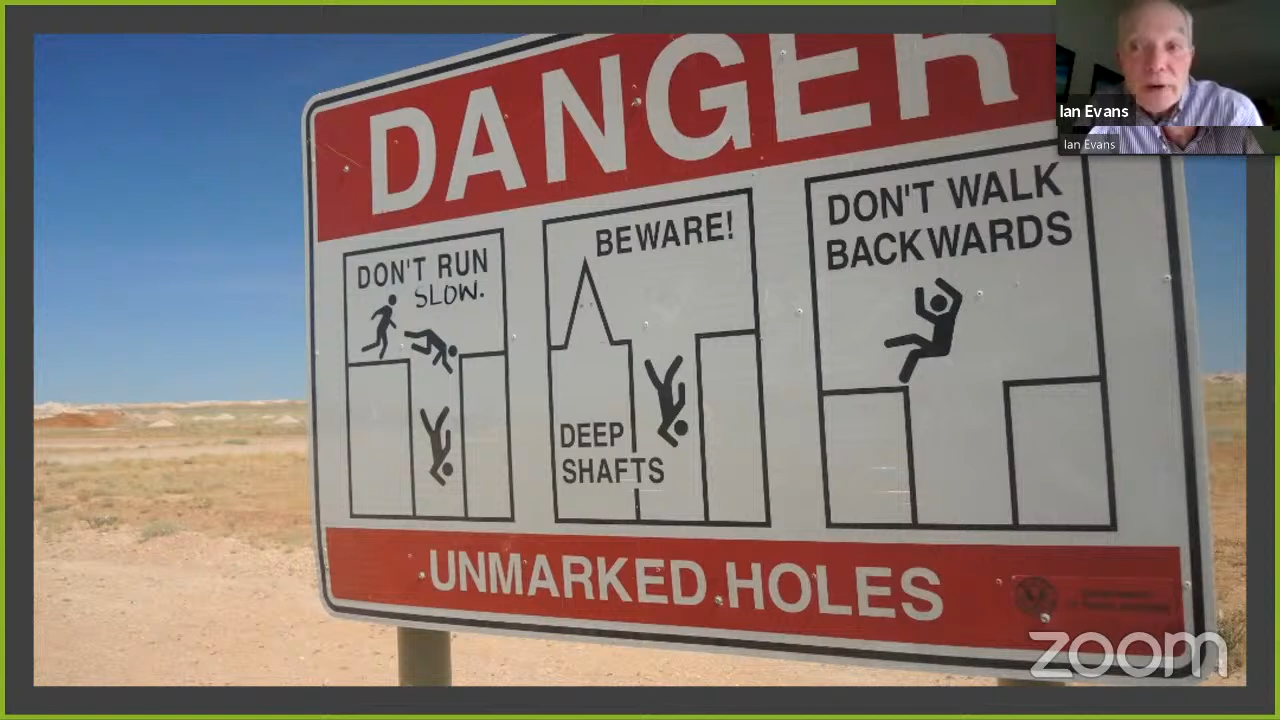 DANGER
DON'T RUN
SLOW.
BEWARE!
DEEP
SHAFTS
DON'T WALK
BACKWARDS
UNMARKED HOLES
Ian Evans
Ian Evans
zoom